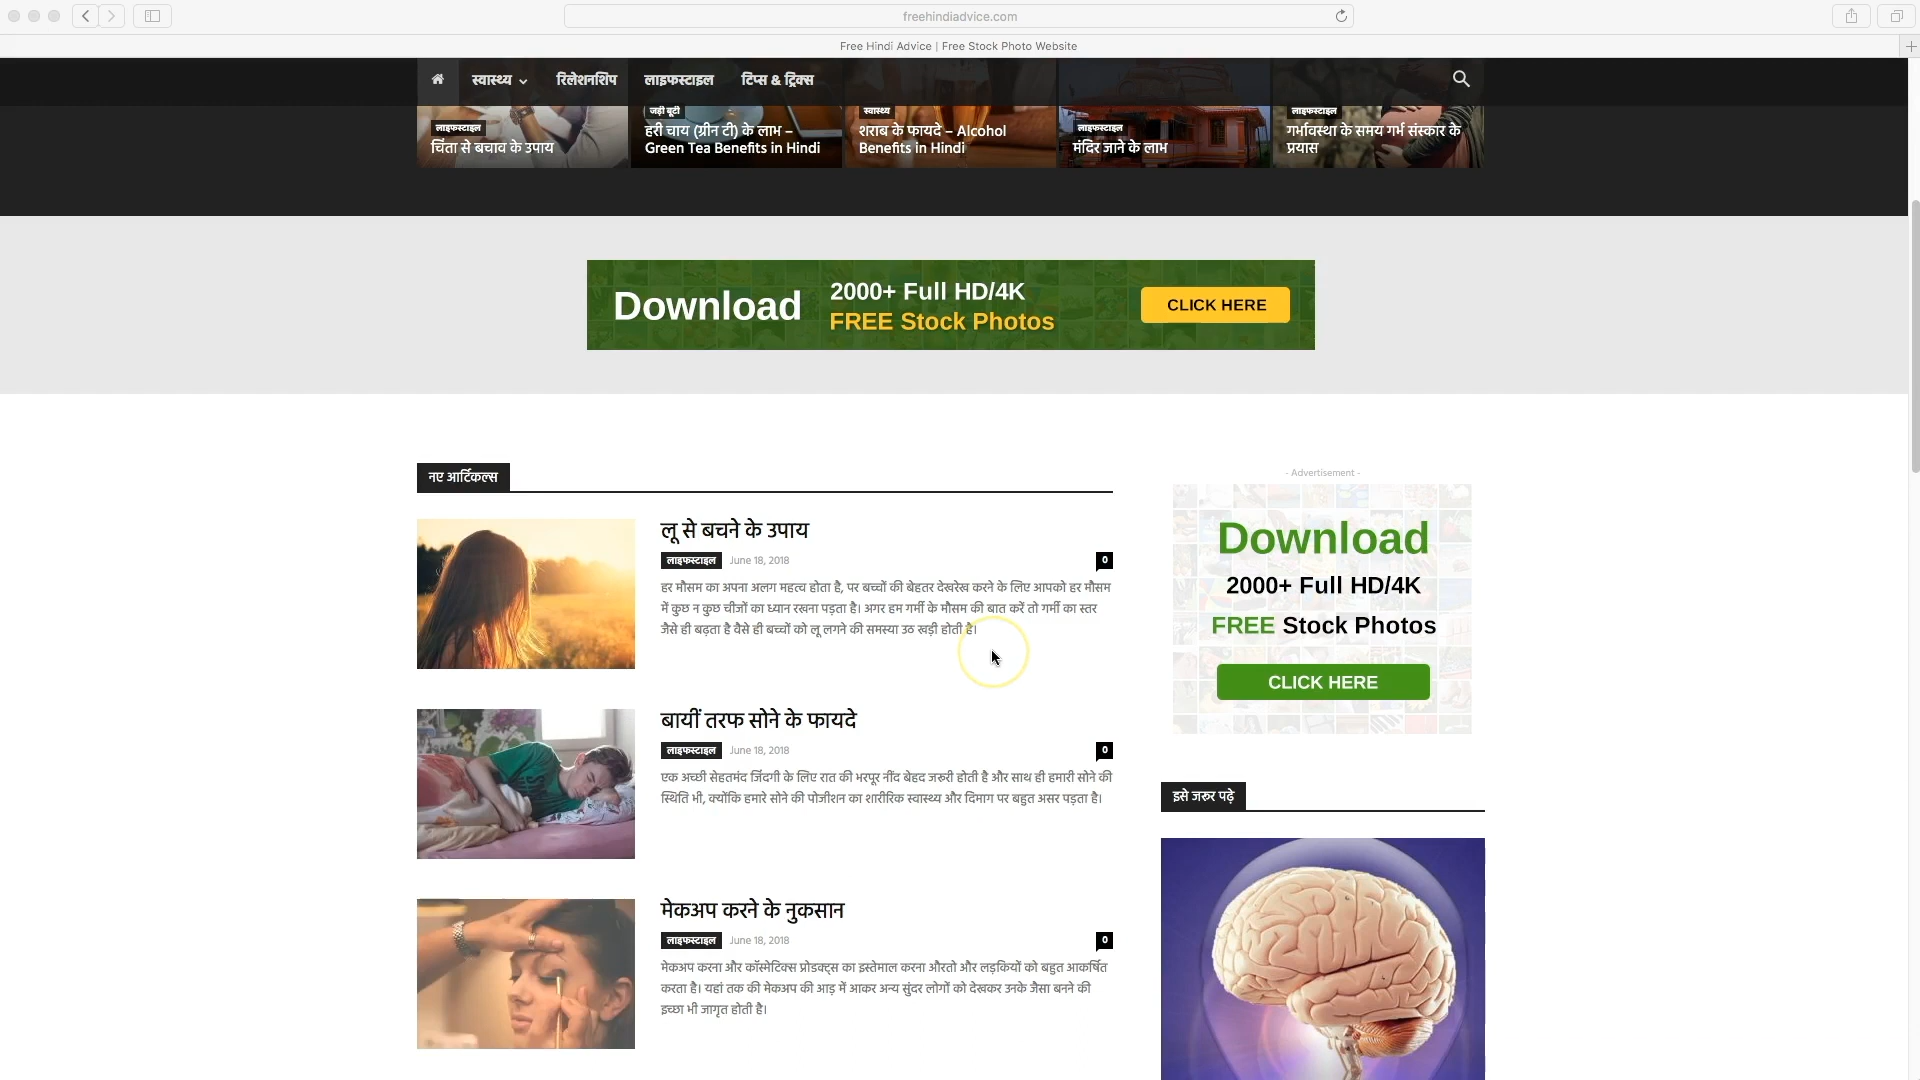 freehindiadvice.com
Free Hindi Advice | Free Stock Photo Website
स्वास्थ्य
रिलेशनशिप
लाइफस्टाइल
टिप्स & ट्रिक्स
लाइफस्टाइल
चिंता से बचाव के उपाय
जड़ी बूटी
हरी चाय (ग्रीन टी) के लाभ –
Green Tea Benefits in Hindi
स्वास्थ्य
शराब के फायदे – Alcohol
Benefits in Hindi
लाइफस्टाइल
मंदिर जाने के लाभ
लाइफस्टाइल
गर्भावस्था के समय गर्भ संस्कार के
प्रयास
Download
2000+ Full HD/4K
FREE Stock Photos
CLICK HERE
नए आर्टिकल्स
लू से बचने के उपाय
लाइफस्टाइल June 18, 2018 0
हर मौसम का अपना अलग महत्व होता है, पर बच्चों की बेहतर देखरेख करने के लिए आपको हर मौसम
में कुछ न कुछ चीजों का ध्यान रखना पड़ता है। अगर हम गर्मी के मौसम की बात करें तो गर्मी का स्तर
जैसे ही बढ़ता है वैसे ही बच्चों को लू लगने की समस्या उठ खड़ी होती है।
बायीं तरफ सोने के फायदे
लाइफस्टाइल June 18, 2018 0
एक अच्छी सेहतमंद जिंदगी के लिए रात की भरपूर नींद बेहद जरूरी होती है और साथ ही हमारी सोने की
स्थिति भी, क्योंकि हमारे सोने की पोजीशन का शारीरिक स्वास्थ्य और दिमाग पर बहुत असर पड़ता है।
मेकअप करने के नुकसान
लाइफस्टाइल June 18, 2018 0
मेकअप करना और कॉस्मेटिक्स प्रोडक्ट्स का इस्तेमाल करना औरतो और लड़कियों को बहुत आकर्षित
करता है। यहां तक की मेकअप की आड़ में आकर अन्य सुंदर लोगों को देखकर उनके जैसा बनने की
इच्छा भी जागृत होती है।
- Advertisement -
Download
2000+ Full HD/4K
FREE Stock Photos
CLICK HERE
इसे जरूर पढ़े